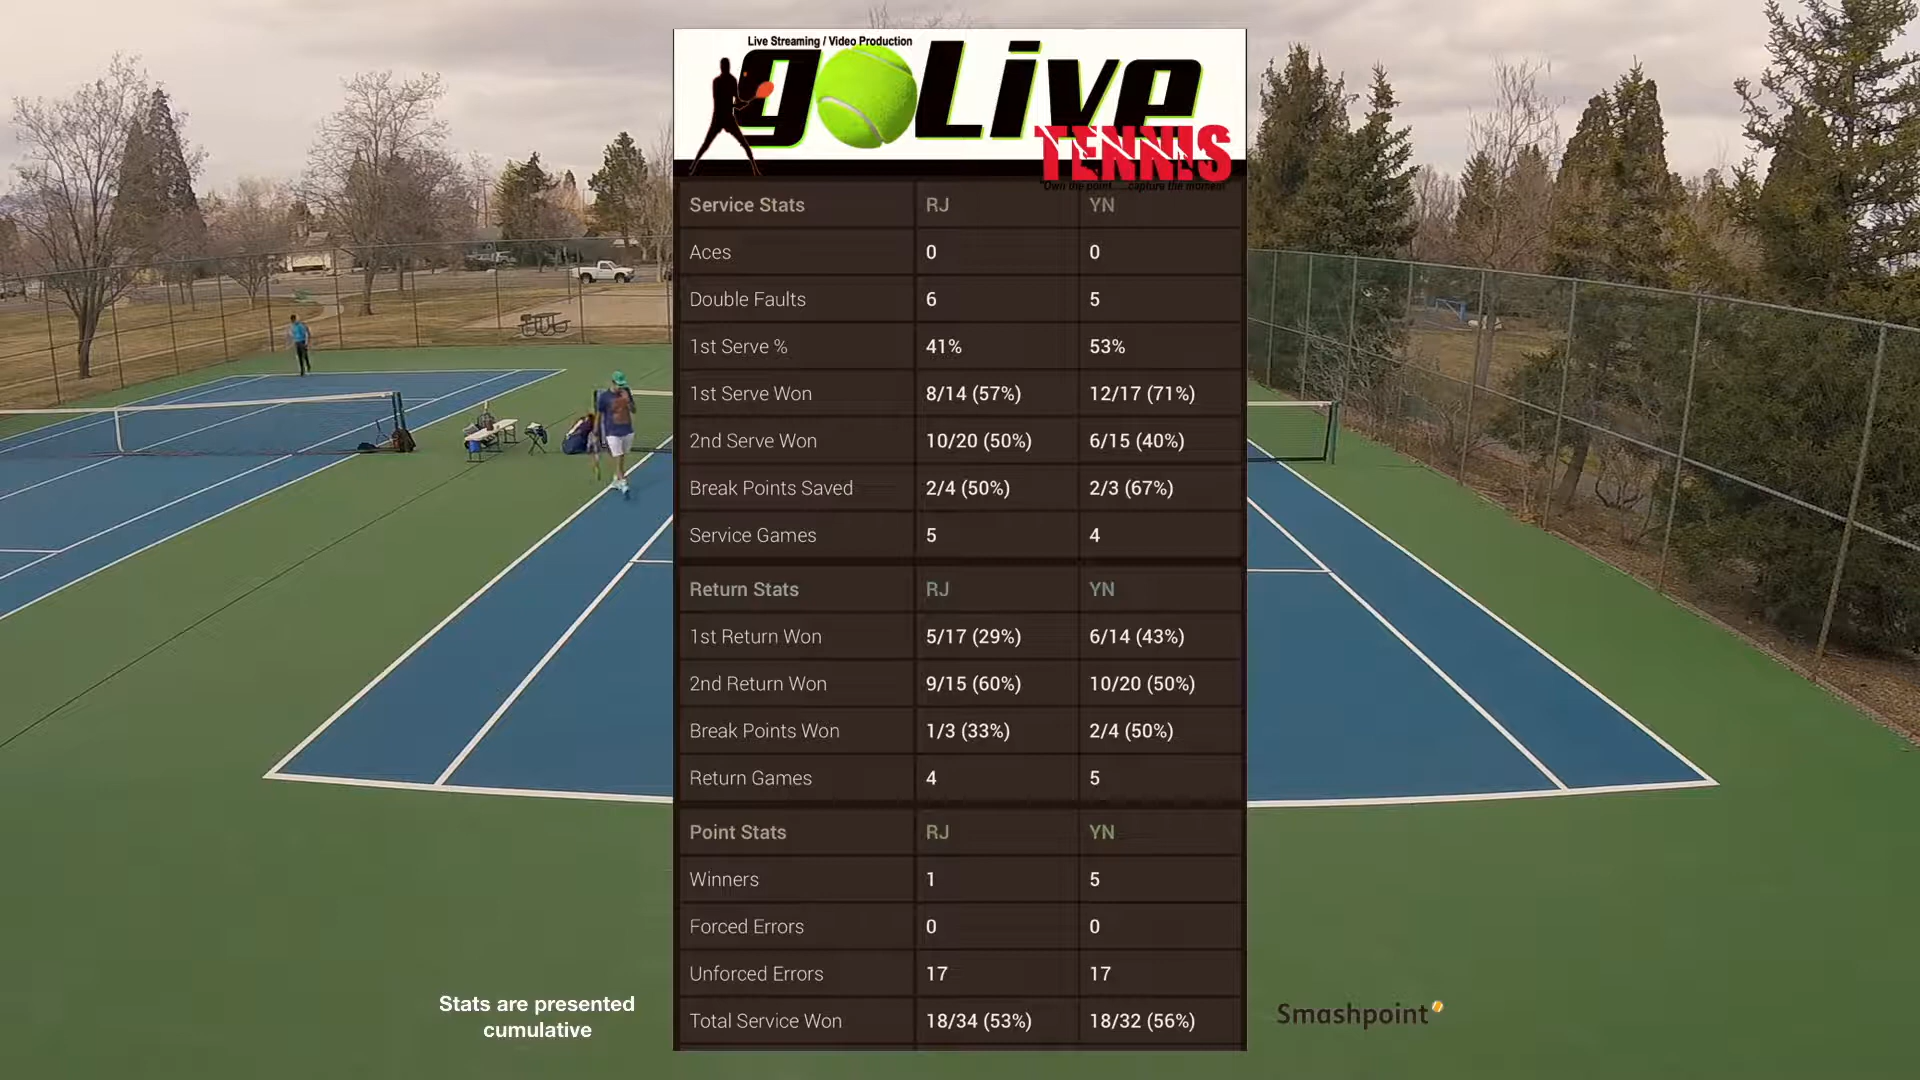 Live Streaming / Video Production
goLive
TENNIS
"Own the point.....capture the moment"
Service Stats RJ YN
Aces 0 0
Double Faults 6 5
1st Serve % 41% 53%
1st Serve Won 8/14 (57%) 12/17 (71%)
2nd Serve Won 10/20 (50%) 6/15 (40%)
Break Points Saved 2/4 (50%) 2/3 (67%)
Service Games 5 4
Return Stats RJ YN
1st Return Won 5/17 (29%) 6/14 (43%)
2nd Return Won 9/15 (60%) 10/20 (50%)
Break Points Won 1/3 (33%) 2/4 (50%)
Return Games 4 5
Point Stats RJ YN
Winners 1 5
Forced Errors 0 0
Unforced Errors 17 17
Total Service Won 18/34 (53%) 18/32 (56%)
Stats are presented
cumulative
Smashpoint